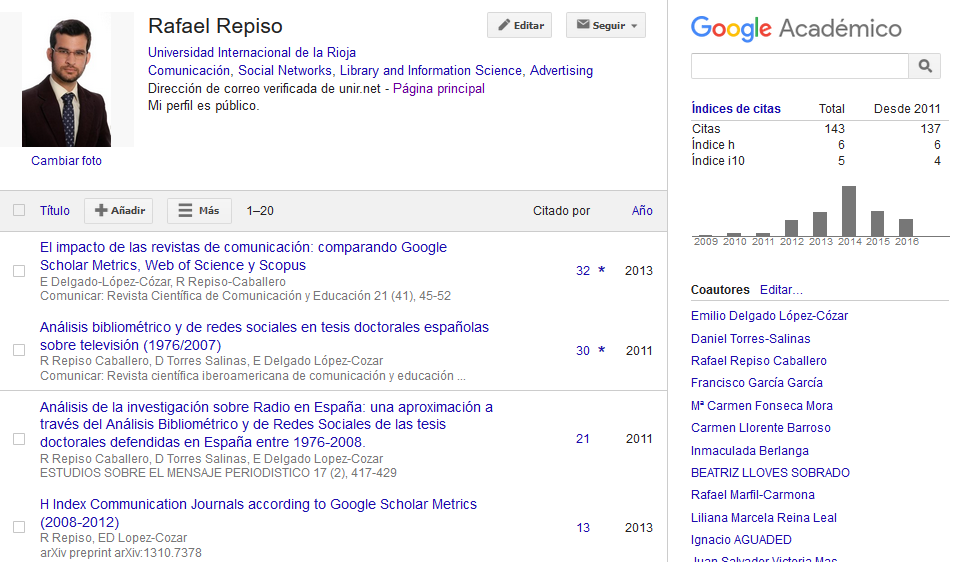 Rafael Repiso
Editar
Seguir
Universidad Internacional de la Rioja
Comunicación, Social Networks, Library and Information Science, Advertising
Dirección de correo verificada de unir.net - Página principal
Mi perfil es público.
Cambiar foto
Título Añadir Más 1–20 Citado por Año
El impacto de las revistas de comunicación: comparando Google
Scholar Metrics, Web of Science y Scopus
32 * 2013
E Delgado-López-Cózar, R Repiso-Caballero
Comunicar: Revista Científica de Comunicación y Educación 21 (41), 45-52
Análisis bibliométrico y de redes sociales en tesis doctorales españolas
sobre televisión (1976/2007)
30 * 2011
R Repiso Caballero, D Torres Salinas, E Delgado López-Cozar
Comunicar: Revista científica iberoamericana de comunicación y educación ...
Análisis de la investigación sobre Radio en España: una aproximación a
través del Análisis Bibliométrico y de Redes Sociales de las tesis
doctorales defendidas en España entre 1976-2008.
21 2011
R Repiso Caballero, D Torres Salinas, E Delgado Lopez-Cozar
ESTUDIOS SOBRE EL MENSAJE PERIODISTICO 17 (2), 417-429
H Index Communication Journals according to Google Scholar Metrics
(2008-2012)
13 2013
R Repiso, ED Lopez-Cozar
arXiv preprint arXiv:1310.7378
Google Académico
Índices de citas Total Desde 2011
Citas 143 137
Índice h 6 6
Índice i10 5 4
2009 2010 2011 2012 2013 2014 2015 2016
Coautores Editar...
Emilio Delgado López-Cózar
Daniel Torres-Salinas
Rafael Repiso Caballero
Francisco García García
Mª Carmen Fonseca Mora
Carmen Llorente Barroso
Inmaculada Berlanga
BEATRIZ LLOVES SOBRADO
Rafael Marfil-Carmona
Liliana Marcela Reina Leal
Ignacio AGUADED
Juan Salvador Victoria Mas